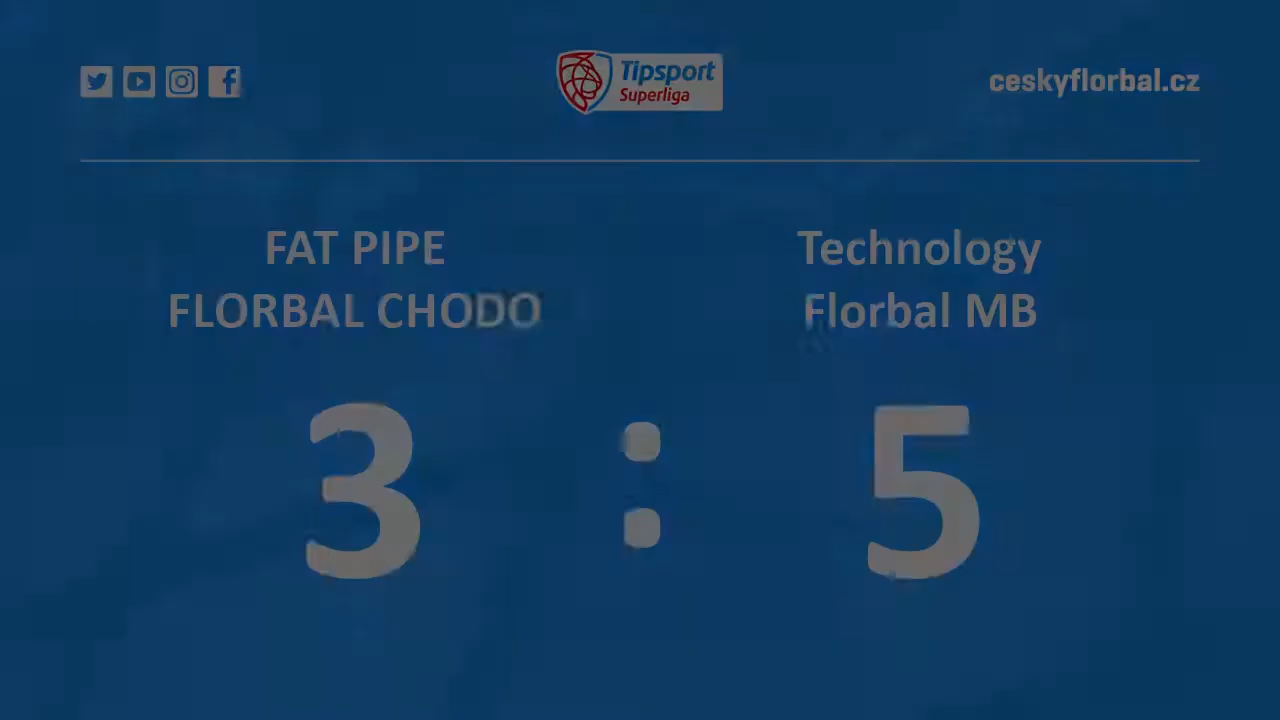 Tipsport
Superliga
ceskyflorbal.cz
FAT PIPE
FLORBAL CHODO
Technology
Florbal MB
3 : 5